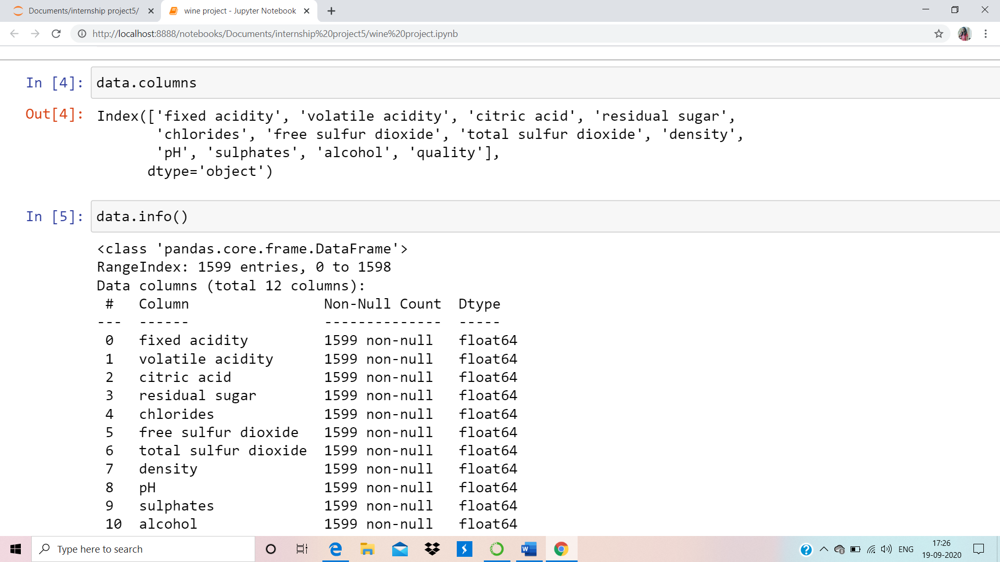 Documents/internship project5/
wine project - Jupyter Notebook
http://localhost:8888/notebooks/Documents/internship%20project5/wine%20project.ipynb
In [4]: data.columns
Out[4]: Index(['fixed acidity', 'volatile acidity', 'citric acid', 'residual sugar',
'chlorides', 'free sulfur dioxide', 'total sulfur dioxide', 'density',
'pH', 'sulphates', 'alcohol', 'quality'],
dtype='object')
In [5]: data.info()
<class 'pandas.core.frame.DataFrame'>
RangeIndex: 1599 entries, 0 to 1598
Data columns (total 12 columns):
# Column Non-Null Count Dtype
--- ------ -------------- -----
0 fixed acidity 1599 non-null float64
1 volatile acidity 1599 non-null float64
2 citric acid 1599 non-null float64
3 residual sugar 1599 non-null float64
4 chlorides 1599 non-null float64
5 free sulfur dioxide 1599 non-null float64
6 total sulfur dioxide 1599 non-null float64
7 density 1599 non-null float64
8 pH 1599 non-null float64
9 sulphates 1599 non-null float64
10 alcohol 1599 non-null float64
Type here to search
ENG
17:26
19-09-2020